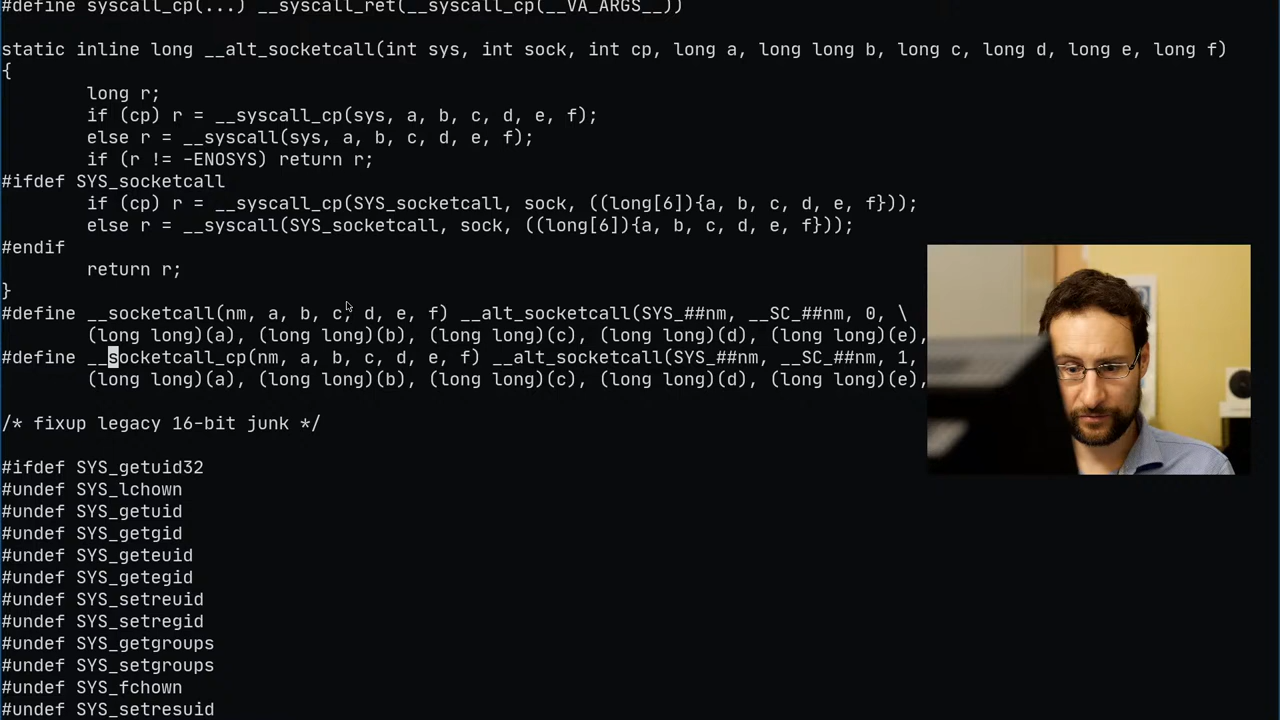 #define syscall_cp(...) __syscall_ret(__syscall_cp(__VA_ARGS__))
static inline long __alt_socketcall(int sys, int sock, int cp, long a, long long b, long c, long d, long e, long f)
{
long r;
if (cp) r = __syscall_cp(sys, a, b, c, d, e, f);
else r = __syscall(sys, a, b, c, d, e, f);
if (r != -ENOSYS) return r;
#ifdef SYS_socketcall
if (cp) r = __syscall_cp(SYS_socketcall, sock, ((long[6]){a, b, c, d, e, f}));
else r = __syscall(SYS_socketcall, sock, ((long[6]){a, b, c, d, e, f}));
#endif
return r;
}
#define __socketcall(nm, a, b, c, d, e, f) __alt_socketcall(SYS_##nm, __SC_##nm, 0, \
(long long)(a), (long long)(b), (long long)(c), (long long)(d), (long long)(e),
#define __socketcall_cp(nm, a, b, c, d, e, f) __alt_socketcall(SYS_##nm, __SC_##nm, 1,
(long long)(a), (long long)(b), (long long)(c), (long long)(d), (long long)(e),
/* fixup legacy 16-bit junk */
#ifdef SYS_getuid32
#undef SYS_lchown
#undef SYS_getuid
#undef SYS_getgid
#undef SYS_geteuid
#undef SYS_getegid
#undef SYS_setreuid
#undef SYS_setregid
#undef SYS_getgroups
#undef SYS_setgroups
#undef SYS_fchown
#undef SYS_setresuid